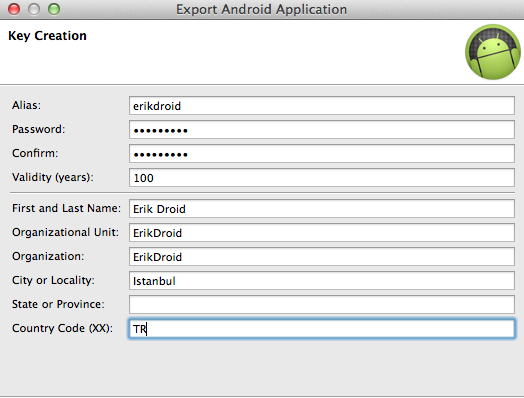 Export Android Application
Key Creation
Alias: erikdroid
Password: •••••••••
Confirm: •••••••••
Validity (years): 100
First and Last Name: Erik Droid
Organizational Unit: ErikDroid
Organization: ErikDroid
City or Locality: Istanbul
State or Province:
Country Code (XX): TR